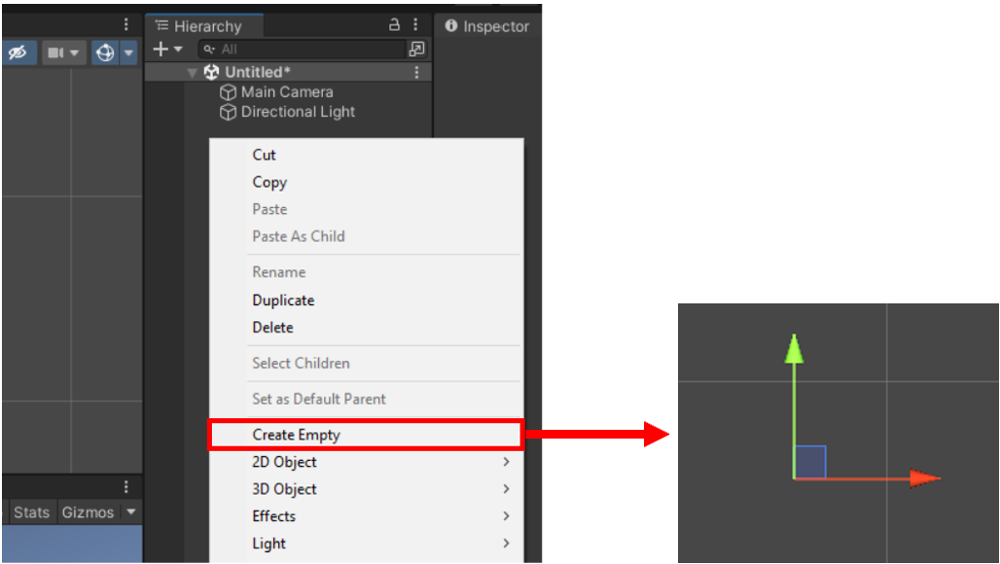 Hierarchy
Inspector
All
Untitled*
Main Camera
Directional Light
Cut
Copy
Paste
Paste As Child
Rename
Duplicate
Delete
Select Children
Set as Default Parent
Create Empty
2D Object
3D Object
Effects
Light
Stats Gizmos